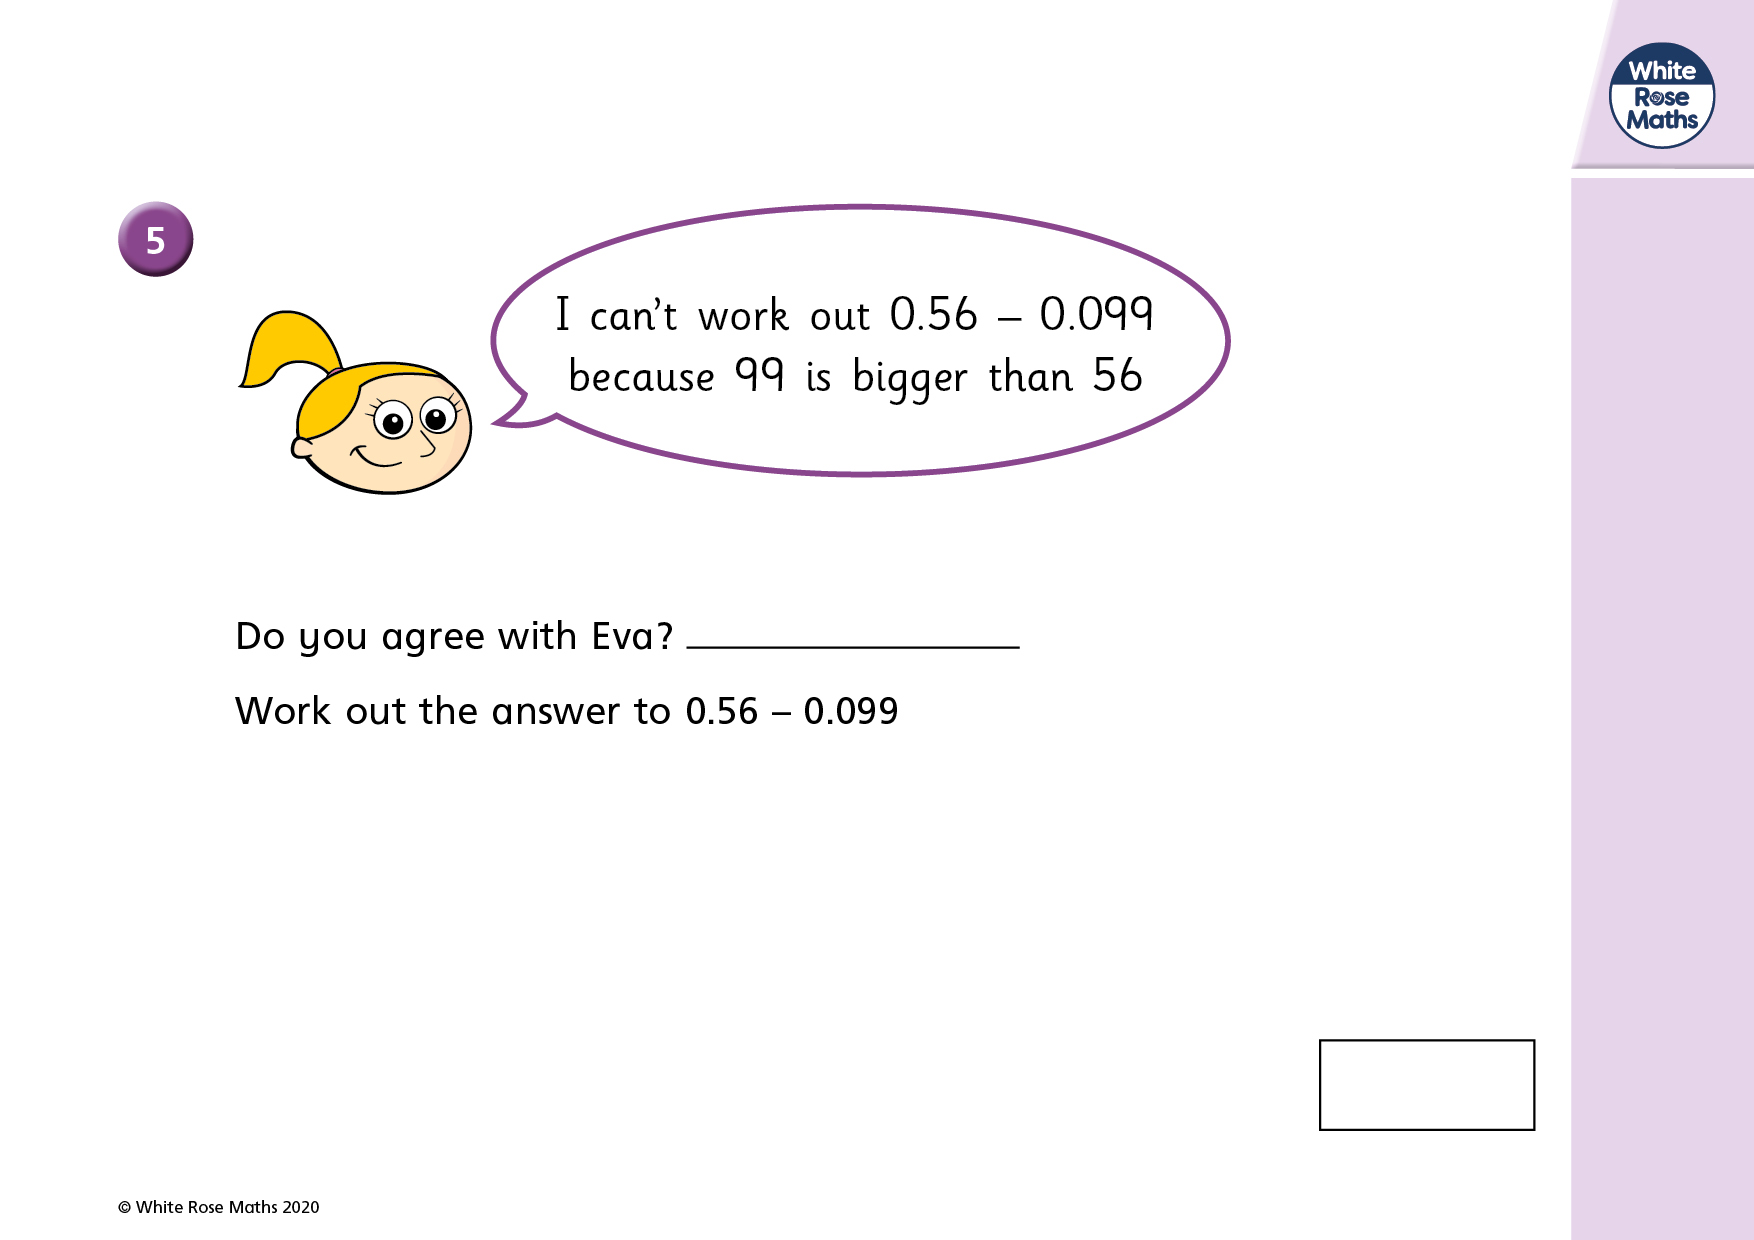 White
Rose
Maths
5
I can't work out 0.56 – 0.099
because 99 is bigger than 56
Do you agree with Eva? ____________
Work out the answer to 0.56 – 0.099
© White Rose Maths 2020